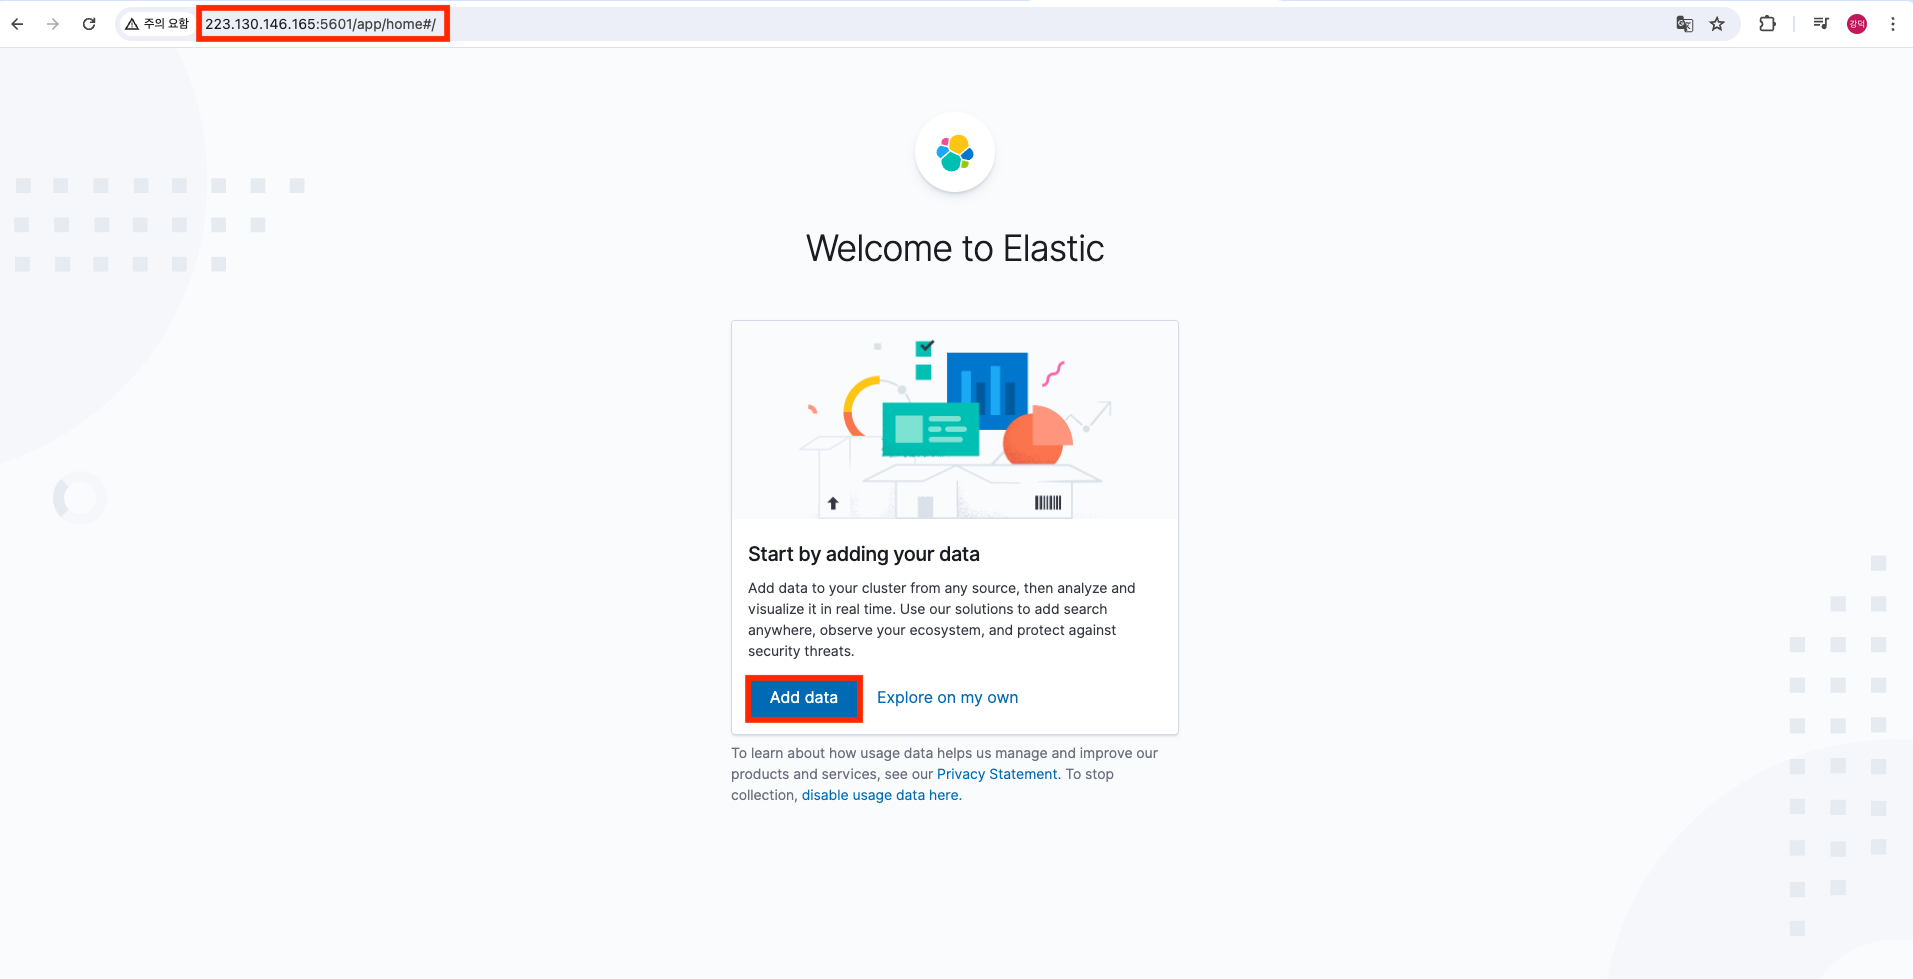 주의 요함
223.130.146.165:5601/app/home#/
강덕
Welcome to Elastic
Start by adding your data
Add data to your cluster from any source, then analyze and
visualize it in real time. Use our solutions to add search
anywhere, observe your ecosystem, and protect against
security threats.
Add data
Explore on my own
To learn about how usage data helps us manage and improve our
products and services, see our Privacy Statement. To stop
collection, disable usage data here.